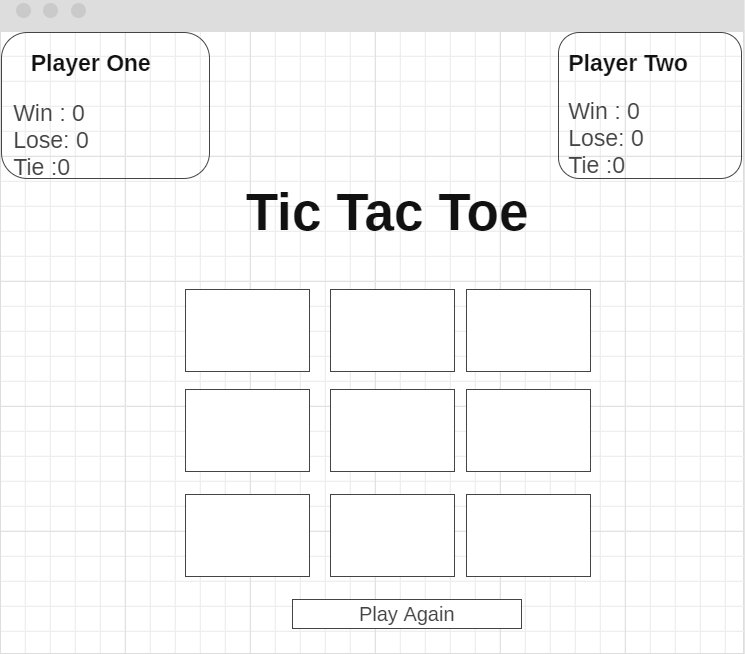 Player One
Win : 0
Lose: 0
Tie :0
Player Two
Win : 0
Lose: 0
Tie :0
Tic Tac Toe
Play Again